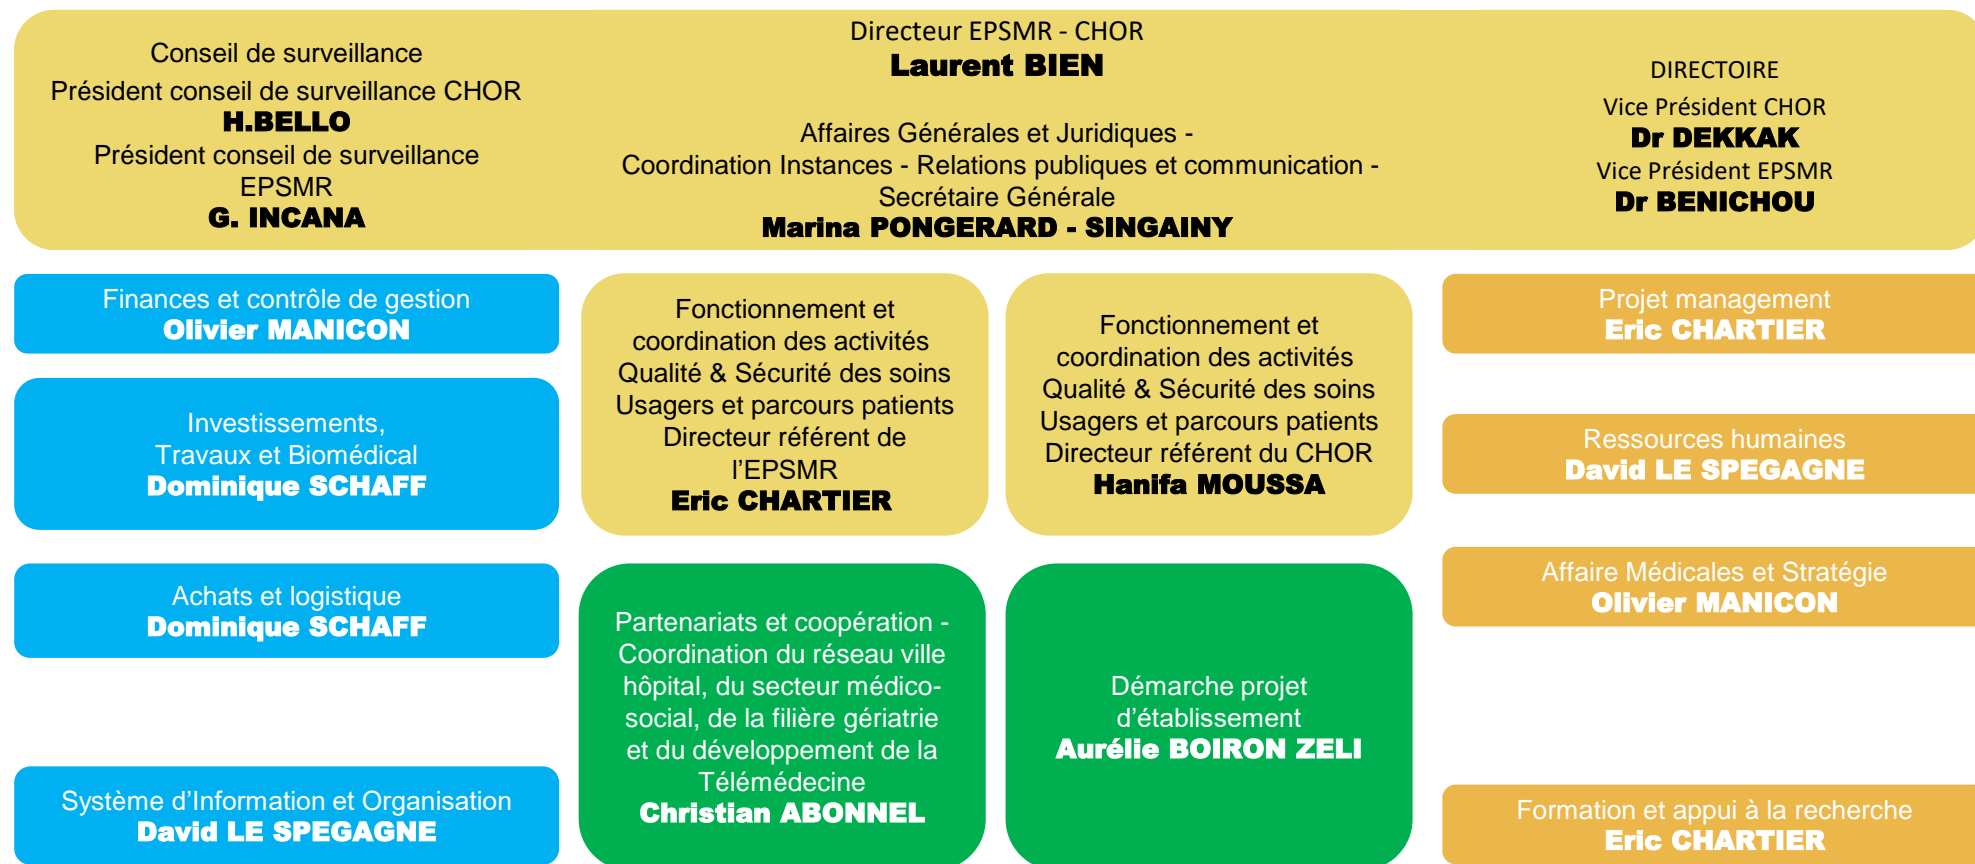 Conseil de surveillance
Président conseil de surveillance CHOR
H.BELLO
Président conseil de surveillance
EPSMR
G. INCANA
Directeur EPSMR - CHOR
Laurent BIEN
Affaires Générales et Juridiques -
Coordination Instances - Relations publiques et communication -
Secrétaire Générale
Marina PONGERARD - SINGAINY
DIRECTOIRE
Vice Président CHOR
Dr DEKKAK
Vice Président EPSMR
Dr BENICHOU
Finances et contrôle de gestion
Olivier MANICON
Investissements,
Travaux et Biomédical
Dominique SCHAFF
Achats et logistique
Dominique SCHAFF
Système d’Information et Organisation
David LE SPEGAGNE
Fonctionnement et
coordination des activités
Qualité & Sécurité des soins
Usagers et parcours patients
Directeur référent de
l’EPSMR
Eric CHARTIER
Fonctionnement et
coordination des activités
Qualité & Sécurité des soins
Usagers et parcours patients
Directeur référent du CHOR
Hanifa MOUSSA
Partenariats et coopération -
Coordination du réseau ville
hôpital, du secteur médico-
social, de la filière gériatrie
et du développement de la
Télémédecine
Christian ABONNEL
Démarche projet
d’établissement
Aurélie BOIRON ZELI
Projet management
Eric CHARTIER
Ressources humaines
David LE SPEGAGNE
Affaire Médicales et Stratégie
Olivier MANICON
Formation et appui à la recherche
Eric CHARTIER